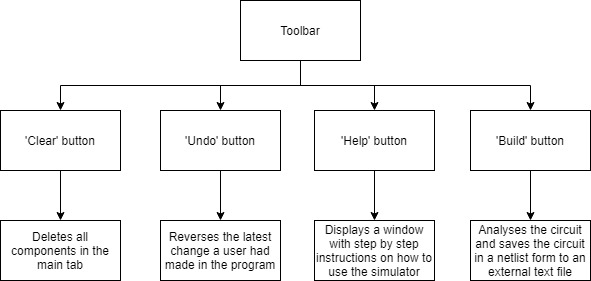 Toolbar
'Clear' button
'Undo' button
'Help' button
'Build' button
Deletes all
components in the
main tab
Reverses the latest
change a user had
made in the program
Displays a window
with step by step
instructions on how to
use the simulator
Analyses the circuit
and saves the circuit
in a netlist form to an
external text file